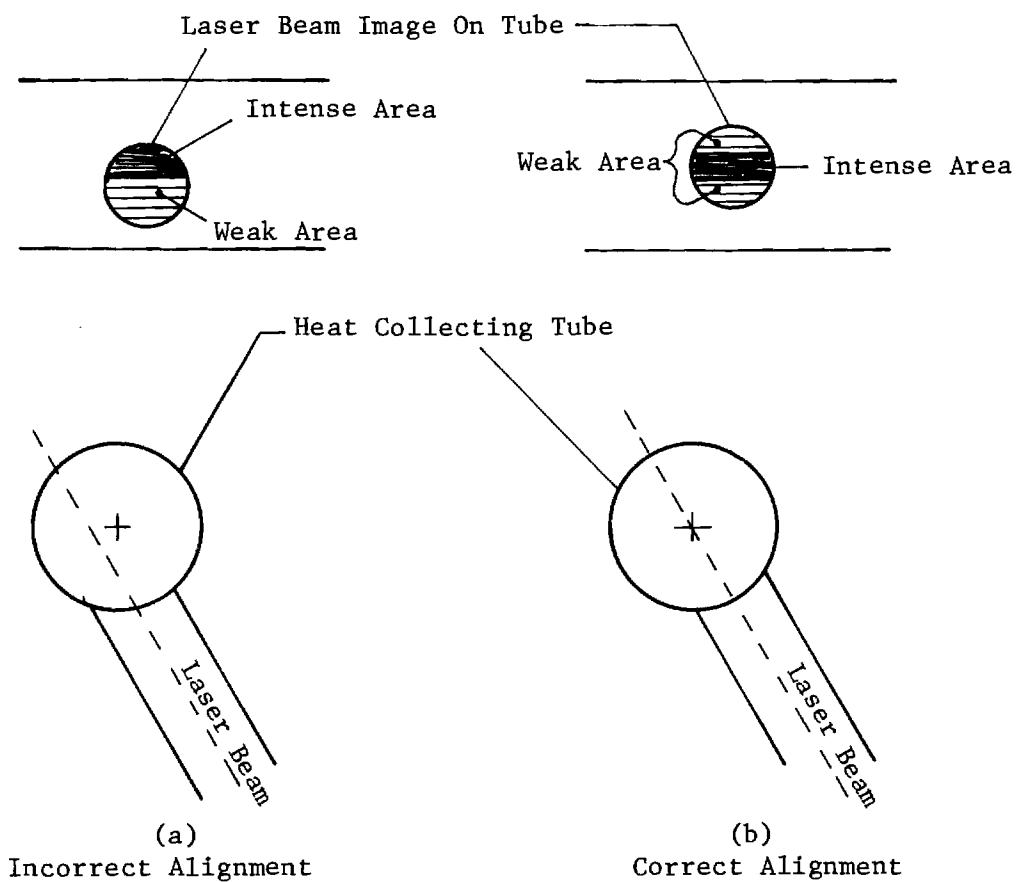 Laser Beam Image On Tube
Intense Area
Weak Area
Weak Area
Intense Area
Heat Collecting Tube
Laser Beam
Laser Beam
(a)
Incorrect Alignment
(b)
Correct Alignment